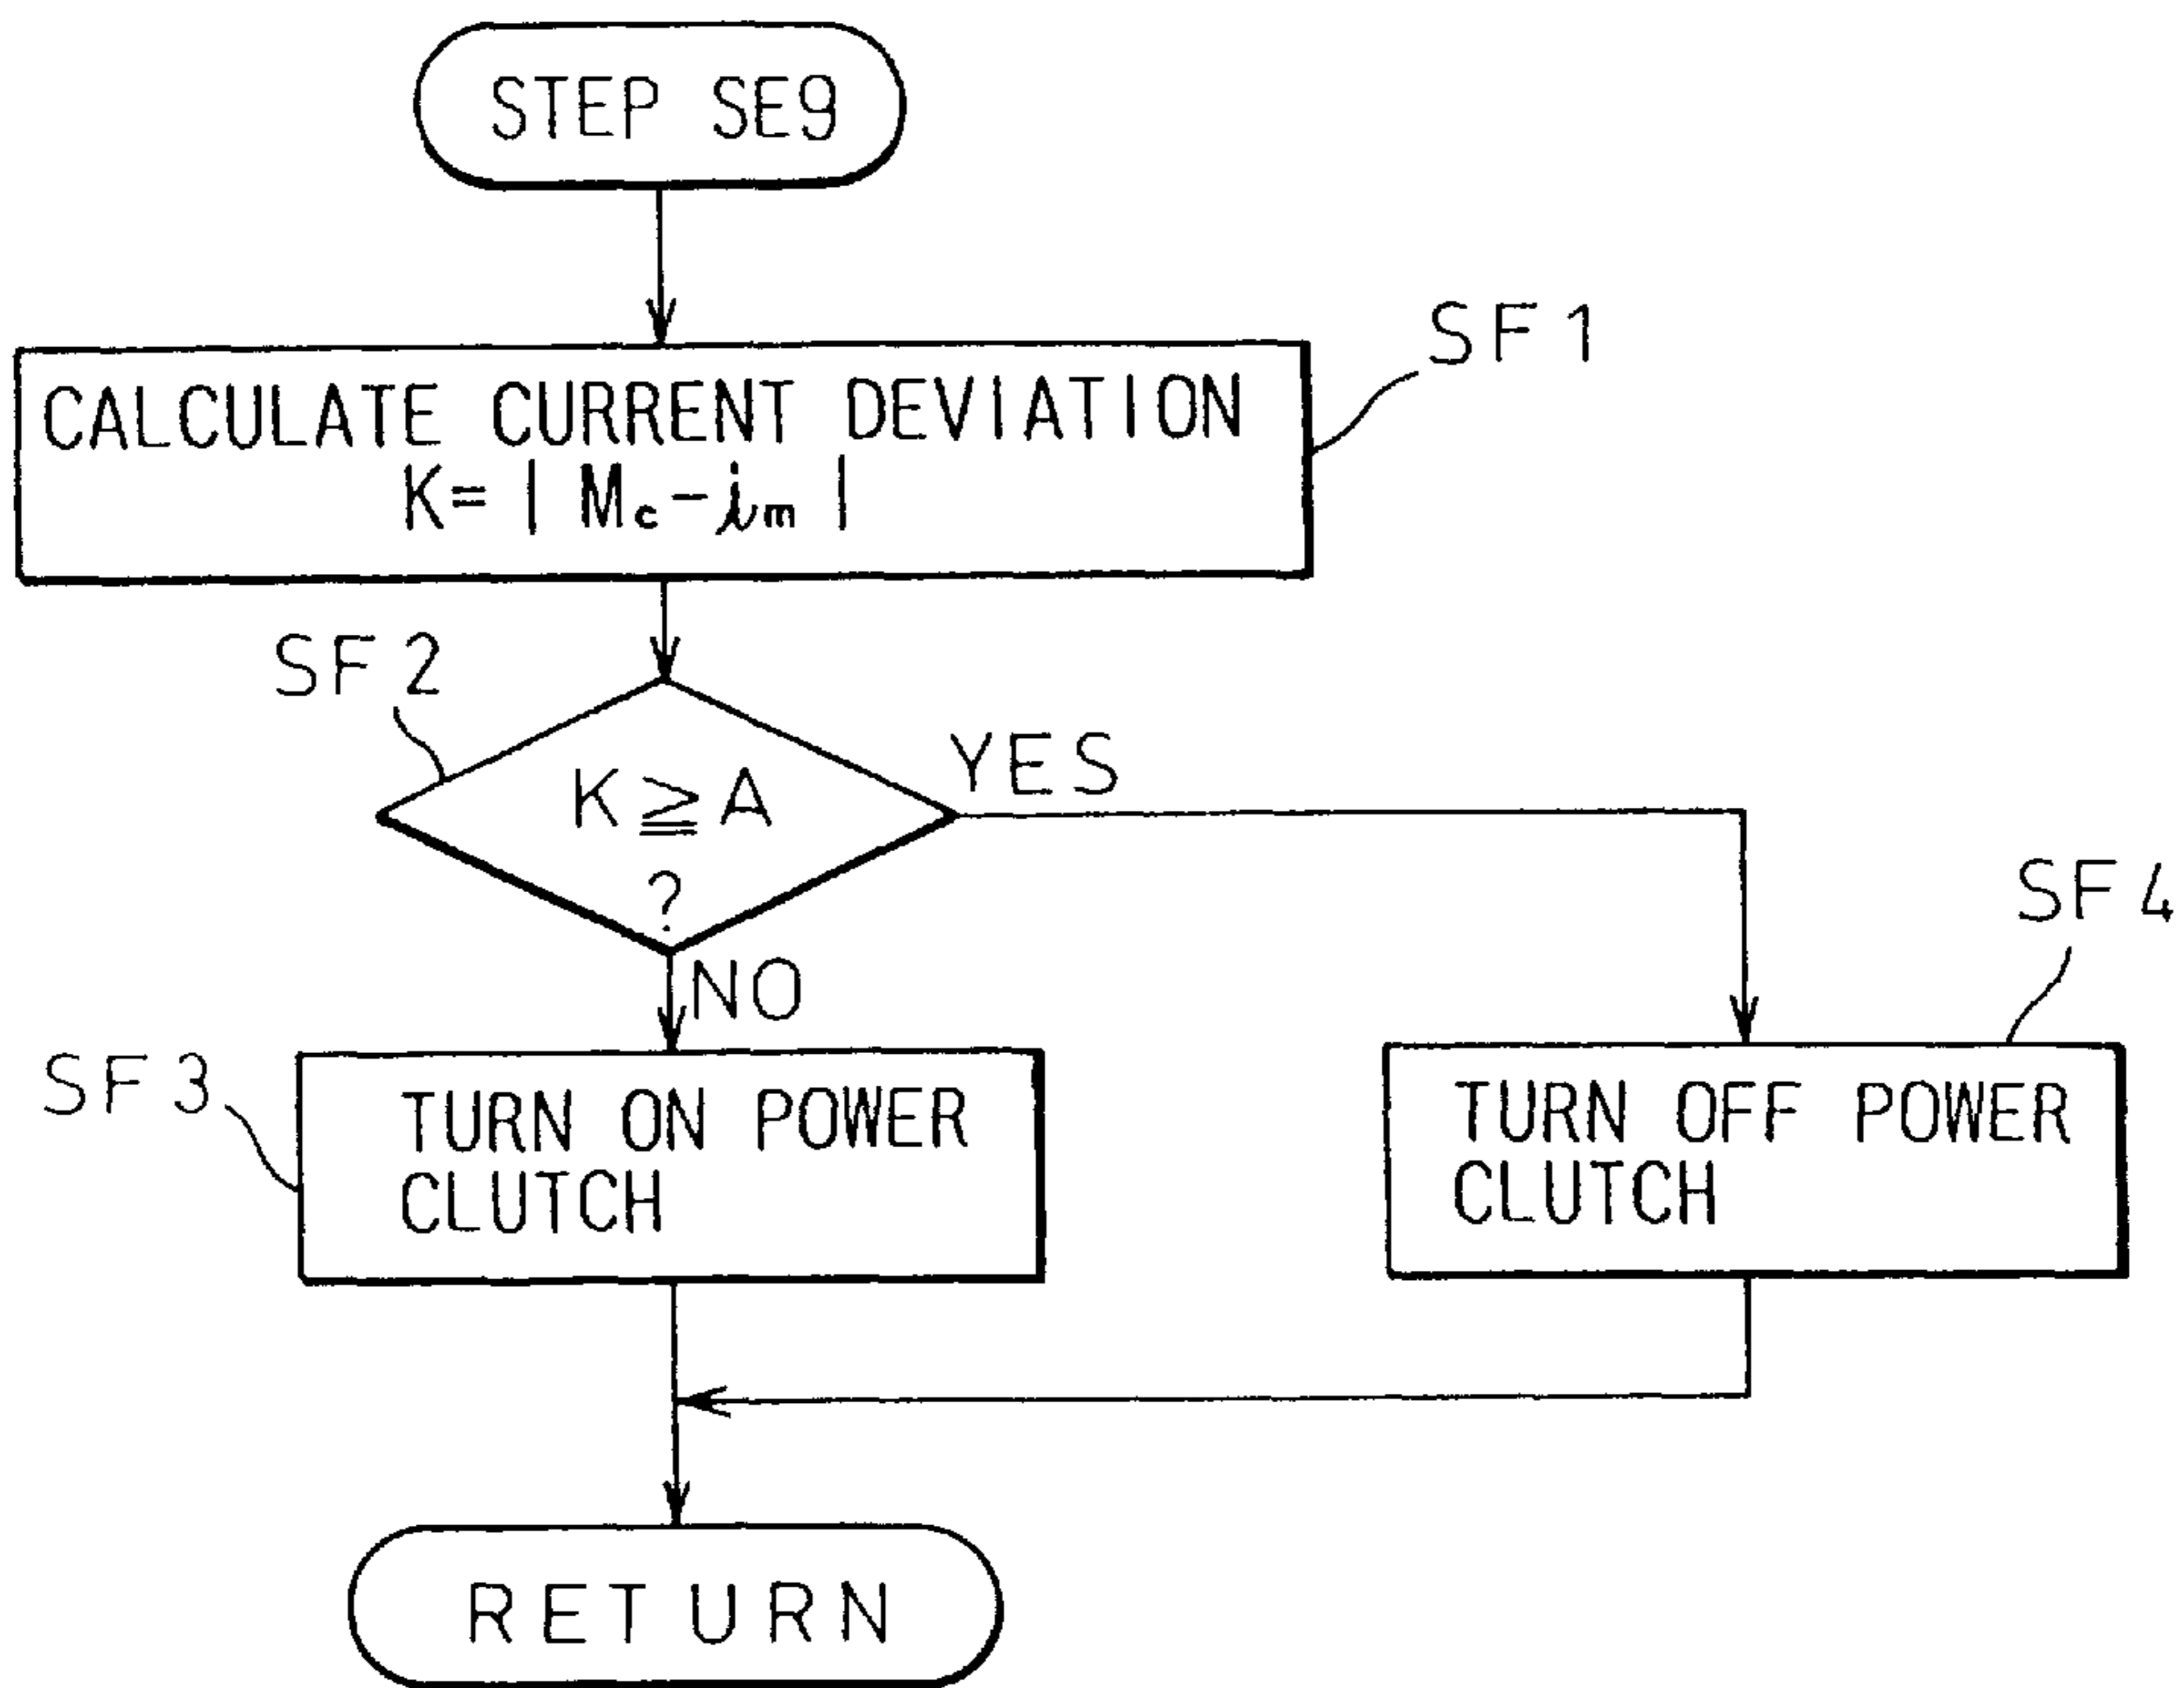 STEP SE9
SF1
CALCULATE CURRENT DEVIATION
K= | Mc-im |
SF2
K≧A
?
YES
NO
SF4
SF3
TURN ON POWER
CLUTCH
TURN OFF POWER
CLUTCH
RETURN